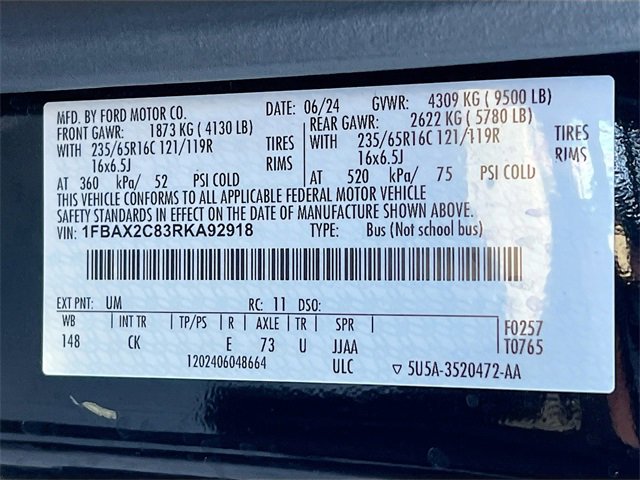 MFD. BY FORD MOTOR CO. DATE: 06/24 GVWR: 4309 KG ( 9500 LB)
FRONT GAWR: 1873 KG ( 4130 LB) REAR GAWR: 2622 KG ( 5780 LB)
WITH 235/65R16C 121/119R TIRES WITH 235/65R16C 121/119R TIRES
16x6.5J RIMS 16x6.5J RIMS
AT 360 kPa/ 52 PSI COLD AT 520 kPa/ 75 PSI COLD
THIS VEHICLE CONFORMS TO ALL APPLICABLE FEDERAL MOTOR VEHICLE
SAFETY STANDARDS IN EFFECT ON THE DATE OF MANUFACTURE SHOWN ABOVE.
VIN: 1FBAX2C83RKA92918 TYPE: Bus (Not school bus)
EXT PNT: UM RC: 11 DSO:
WB INT TR TP/PS R AXLE TR SPR F0257
148 CK E 73 U JJAA T0765
1202406048664 ULC ▽ 5U5A-3520472-AA